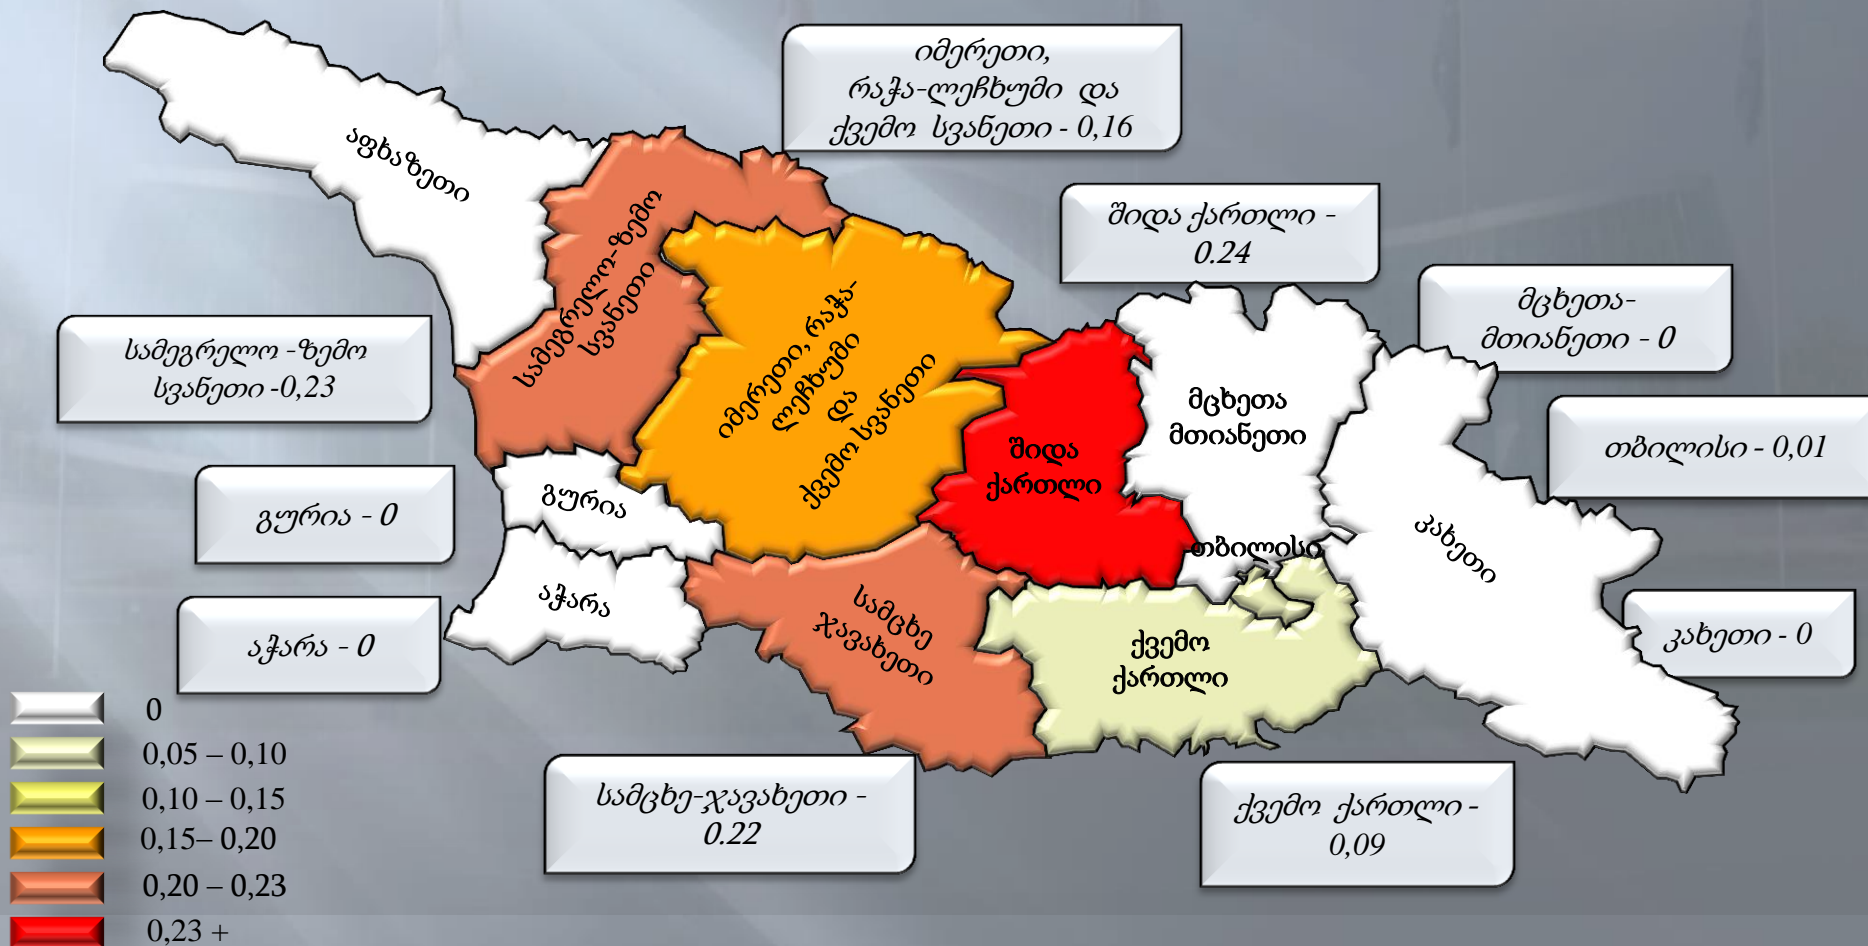 იმერეთი,
რაჭა-ლეჩხუმი და
ქვემო სვანეთი - 0,16
შიდა ქართლი -
0.24
მცხეთა-
მთიანეთი - 0
თბილისი - 0,01
კახეთი - 0
სამეგრელო -ზემო
სვანეთი -0,23
გურია - 0
აჭარა - 0
სამცხე-ჯავახეთი -
0.22
ქვემო ქართლი -
0,09
აფხაზეთი
სამეგრელო-ზემო
სვანეთი
იმერეთი, რაჭა-
ლეჩხუმი
და
ქვემო სვანეთი
შიდა
ქართლი
მცხეთა
მთიანეთი
თბილისი
კახეთი
გურია
აჭარა
სამცხე
ჯავახეთი
ქვემო
ქართლი
0
0,05 – 0,10
0,10 – 0,15
0,15– 0,20
0,20 – 0,23
0,23 +